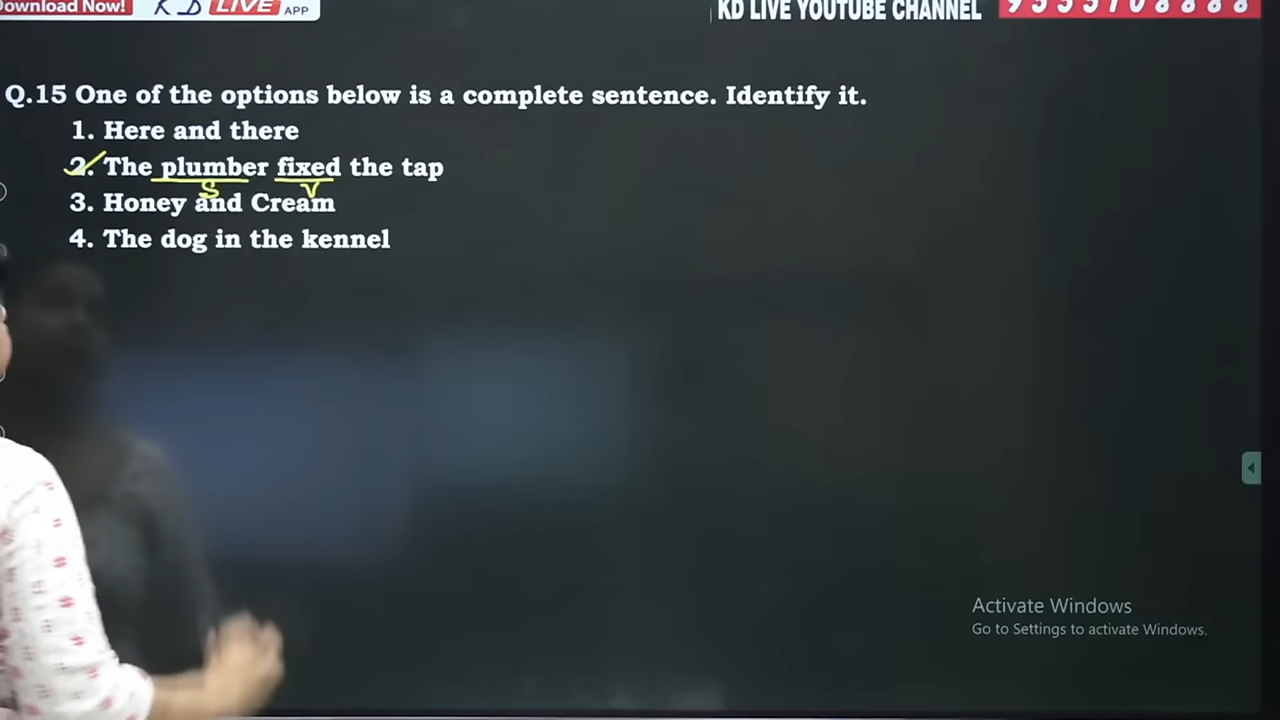 Download Now!
KD LIVE APP
KD LIVE YOUTUBE CHANNEL
Q.15 One of the options below is a complete sentence. Identify it.
1. Here and there
2. The plumber fixed the tap
S V
3. Honey and Cream
4. The dog in the kennel
Activate Windows
Go to Settings to activate Windows.